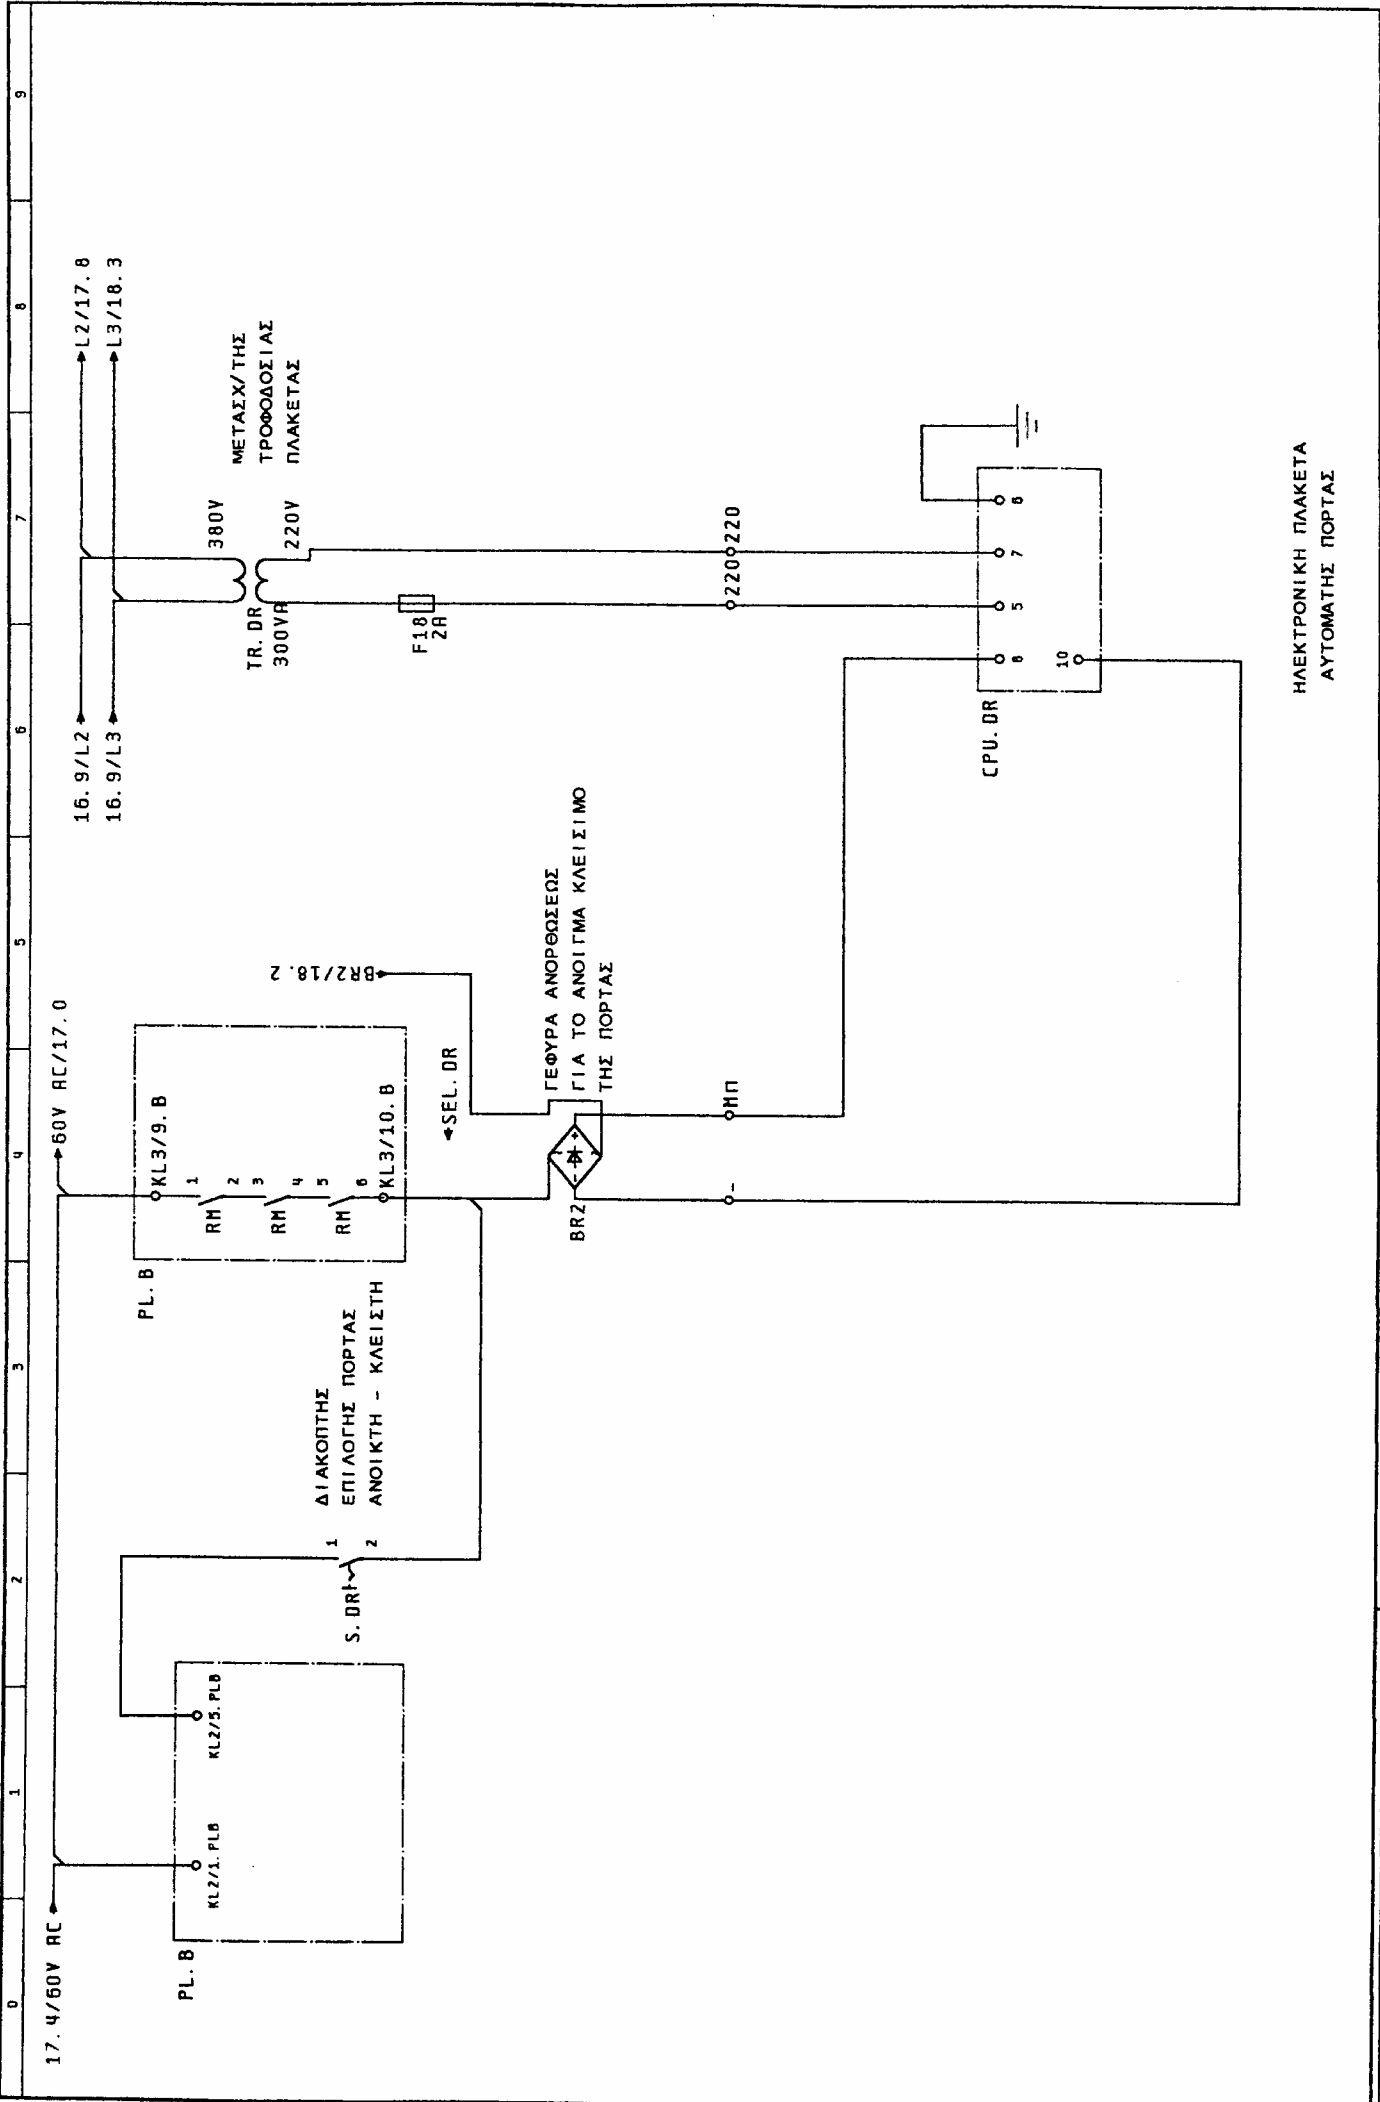 0 1 2 3 4 5 6 7 8 9
17.4/60V AC
60V AC/17.0
16.9/L2
L2/17.8
16.9/L3
L3/18.3
PL.B
KL2/1.PLB
KL2/5.PLB
S.DR
1
2
ΔΙΑΚΟΠΤΗΣ
ΕΠΙΛΟΓΗΣ ΠΟΡΤΑΣ
ΑΝΟΙΚΤΗ - ΚΛΕΙΣΤΗ
PL.B
KL3/9.B
RM
1
2
RM
3
4
RM
5
6
KL3/10.B
SEL.DR
BR2/18.2
BR2
+
-
ΓΕΦΥΡΑ ΑΝΟΡΘΩΣΕΩΣ
ΓΙΑ ΤΟ ΑΝΟΙΓΜΑ ΚΛΕΙΣΙΜΟ
ΤΗΣ ΠΟΡΤΑΣ
-
ΜΠ
380V
220V
TR.DR
300VA
ΜΕΤΑΣΧ/ΤΗΣ
ΤΡΟΦΟΔΟΣΙΑΣ
ΠΛΑΚΕΤΑΣ
F18
2A
220
220
CPU.DR
8
5
7
6
10
ΗΛΕΚΤΡΟΝΙΚΗ ΠΛΑΚΕΤΑ
ΑΥΤΟΜΑΤΗΣ ΠΟΡΤΑΣ